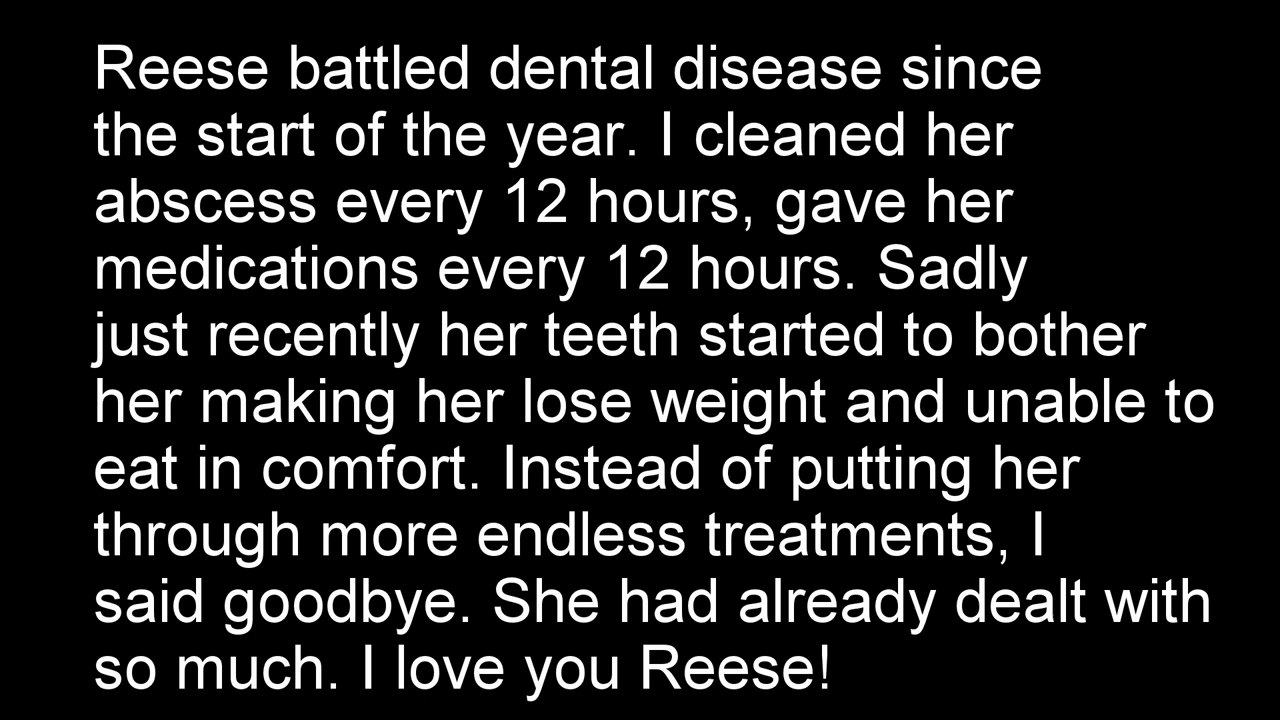 Reese battled dental disease since
the start of the year. I cleaned her
abscess every 12 hours, gave her
medications every 12 hours. Sadly
just recently her teeth started to bother
her making her lose weight and unable to
eat in comfort. Instead of putting her
through more endless treatments, I
said goodbye. She had already dealt with
so much. I love you Reese!